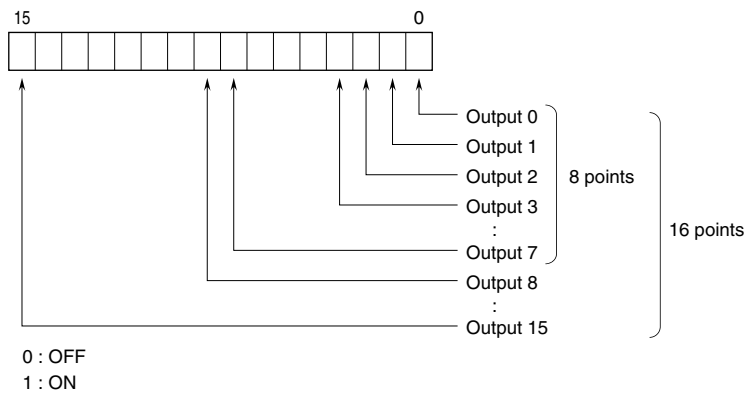 15 0
Output 0
Output 1
Output 2
8 points
Output 3
:
16 points
Output 7
Output 8
:
Output 15
0 : OFF
1 : ON